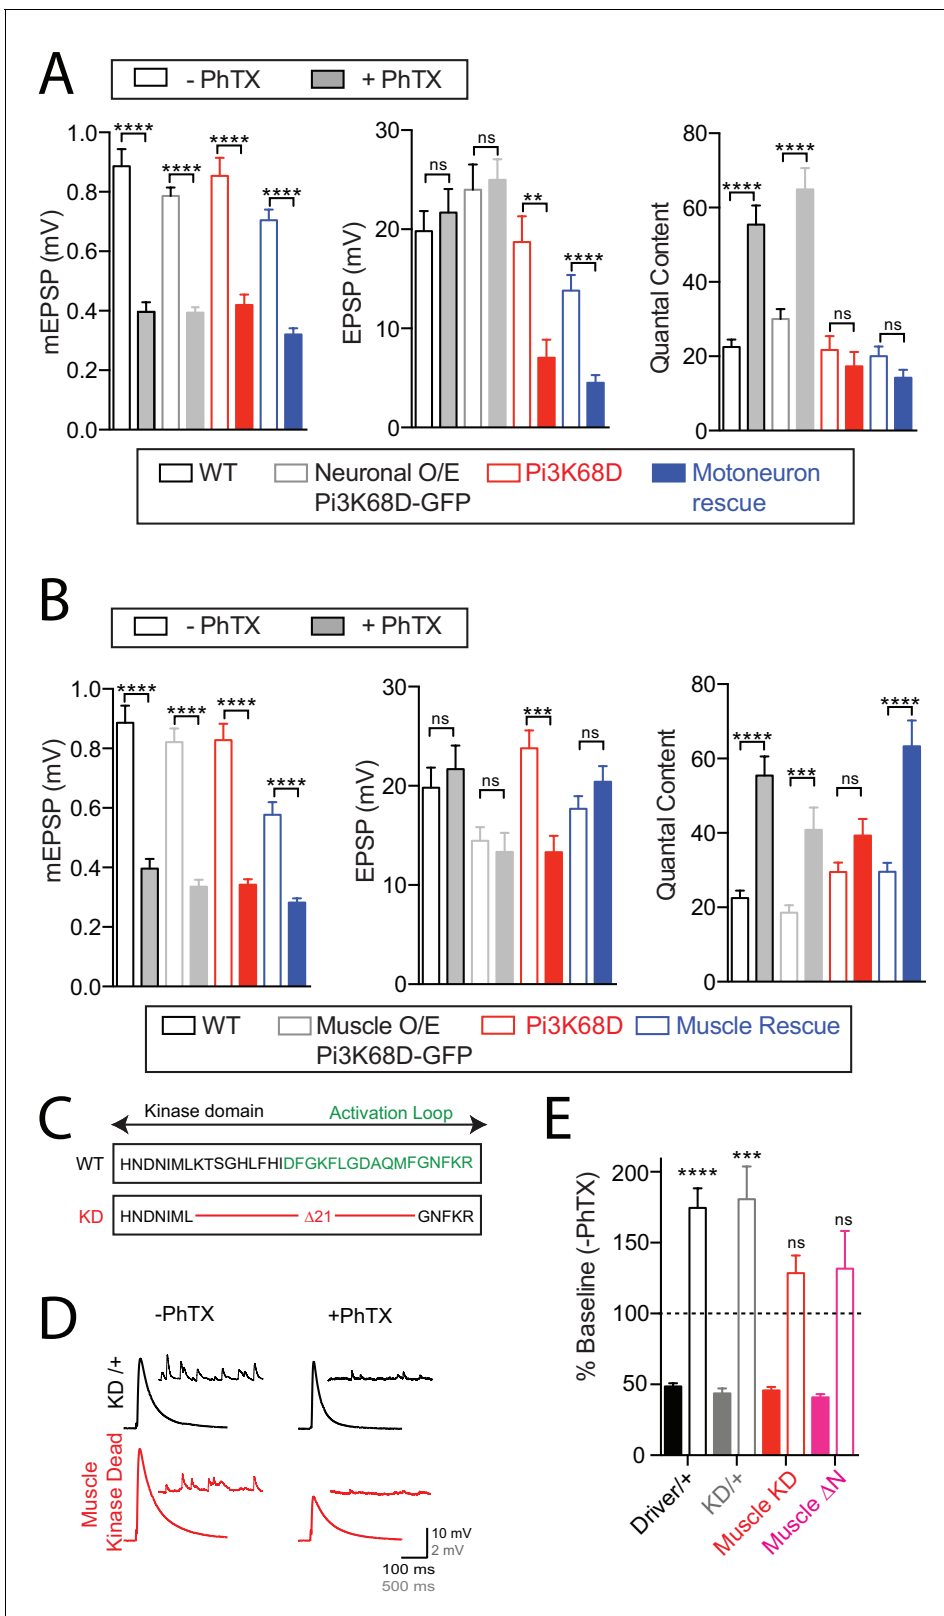 A
- PhTX + PhTX
mEPSP (mV)
1.0
0.8
0.6
0.4
0.2
0.0
**** **** **** ****
EPSP (mV)
30
20
10
0
ns ns ** ****
Quantal Content
80
60
40
20
0
**** **** ns ns
WT Neuronal O/E Pi3K68D Motoneuron
Pi3K68D-GFP rescue
B
- PhTX + PhTX
mEPSP (mV)
1.0
0.8
0.6
0.4
0.2
0.0
**** **** **** ****
EPSP (mV)
30
20
10
0
ns ns *** ns
Quantal Content
80
60
40
20
0
**** *** ns ****
WT Muscle O/E Pi3K68D Muscle Rescue
Pi3K68D-GFP
C
Kinase domain Activation Loop
WT HNDNIMLKTSGHLFHIDFGKFLGDAQMFGNFKR
KD HNDNIML Δ21 GNFKR
D
-PhTX +PhTX
KD /+
Muscle
Kinase Dead
10 mV
2 mV
100 ms
500 ms
E
% Baseline (-PhTX)
200
150
100
50
0
**** *** ns ns
Driver/+
KD/+
Muscle KD
Muscle ΔN